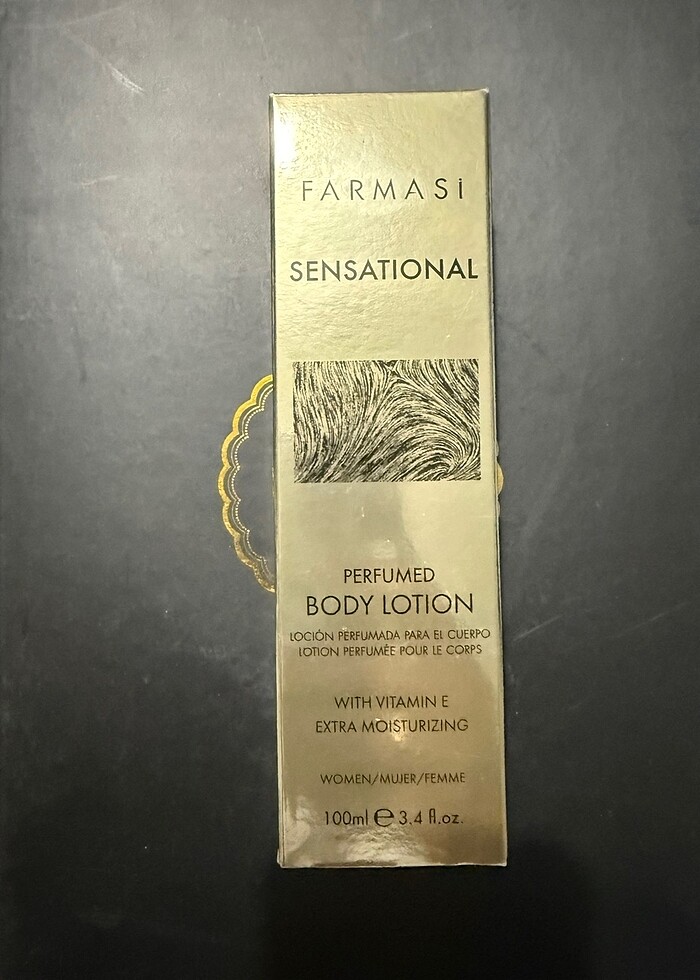 FARMASi
SENSATIONAL
PERFUMED
BODY LOTION
LOCIÓN PERFUMADA PARA EL CUERPO
LOTION PERFUMÉE POUR LE CORPS
WITH VITAMIN E
EXTRA MOISTURIZING
WOMEN/MUJER/FEMME
100ml ℮ 3.4 fl.oz.